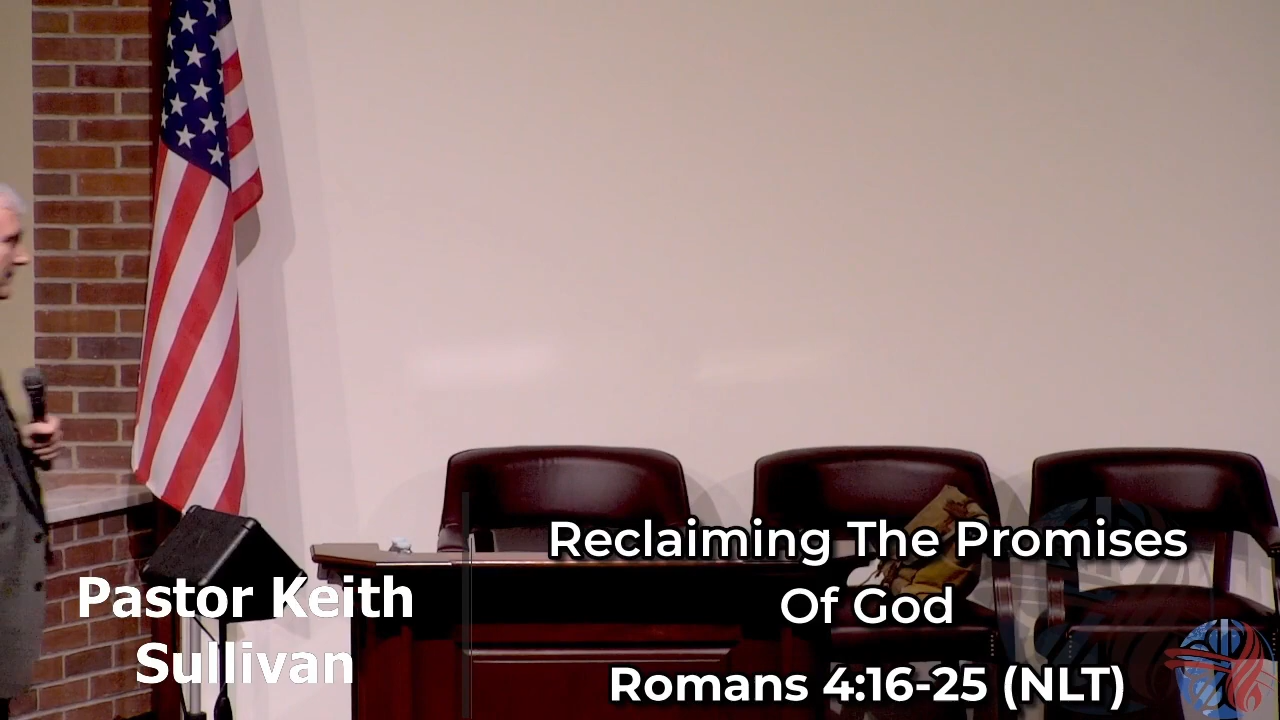 Pastor Keith
Sullivan
Reclaiming The Promises
Of God
Romans 4:16-25 (NLT)